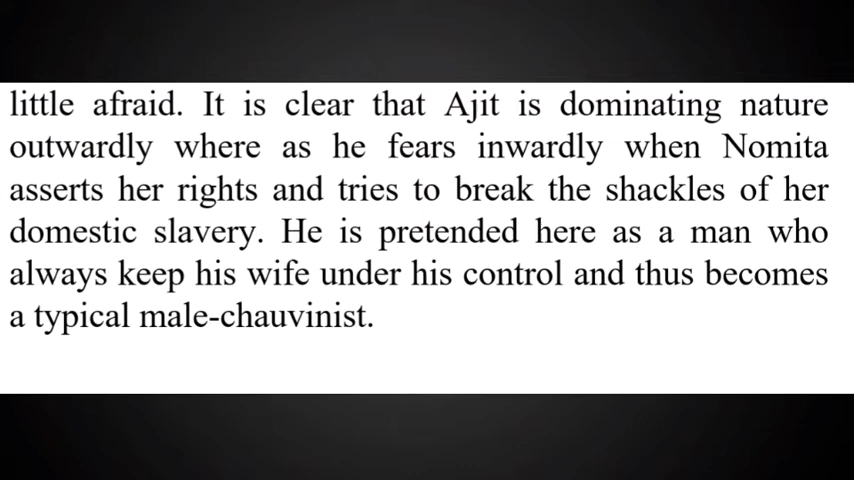 little afraid. It is clear that Ajit is dominating nature
outwardly where as he fears inwardly when Nomita
asserts her rights and tries to break the shackles of her
domestic slavery. He is pretended here as a man who
always keep his wife under his control and thus becomes
a typical male-chauvinist.